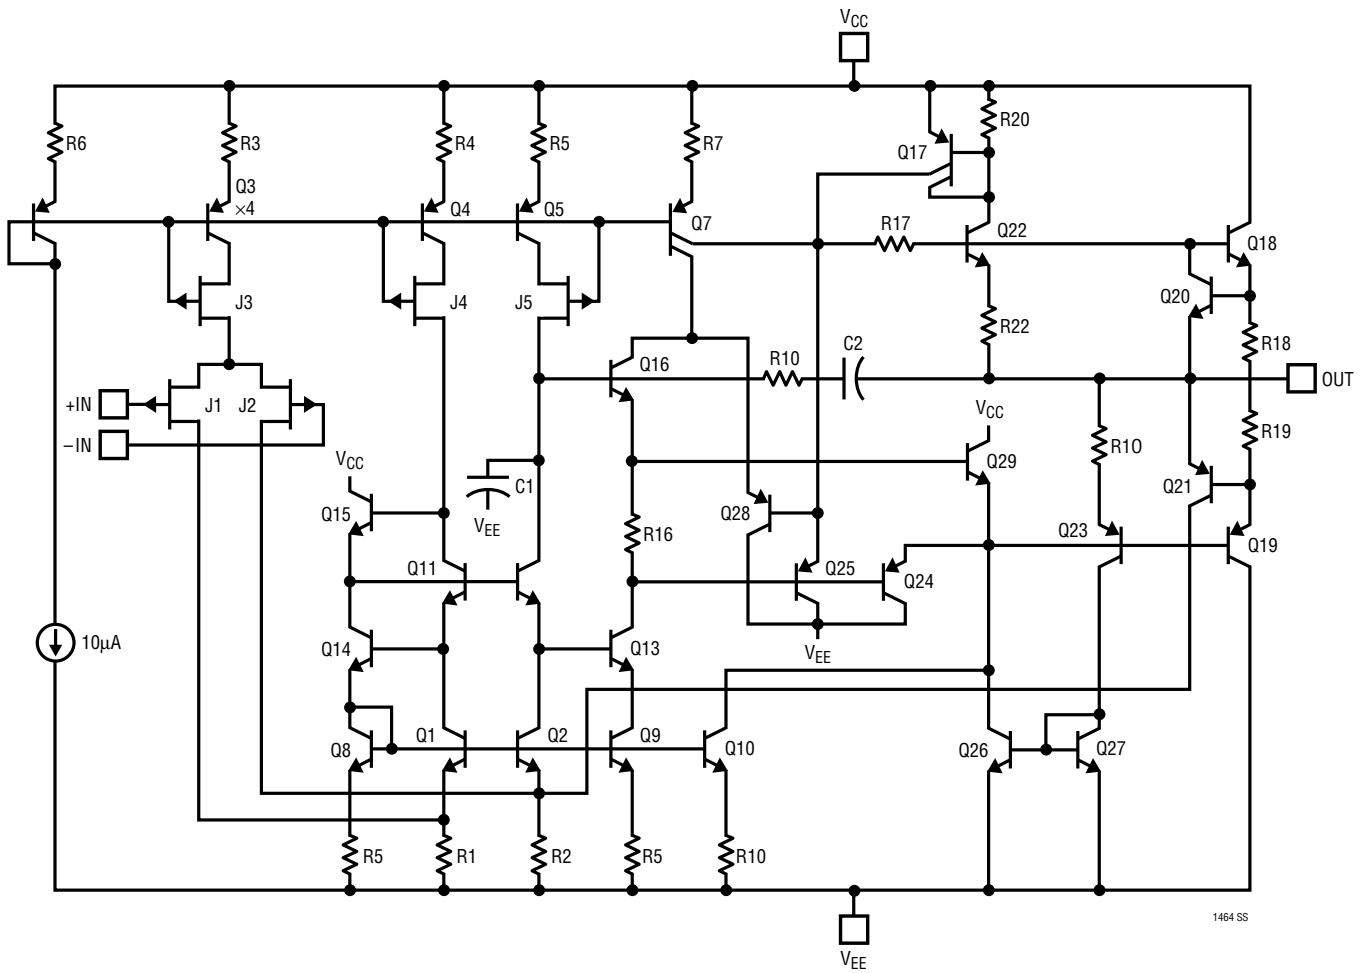 VCC
R6
R3
R4
R5
R7
R20
Q17
Q3
×4
Q4
Q5
Q7
R17
Q22
Q18
J3
J4
J5
Q20
R22
R18
C2
R10
Q16
OUT
+IN
J1
J2
–IN
VCC
R10
R19
Q29
VCC
C1
Q15
VEE
Q28
Q21
R16
Q23
Q19
Q11
Q25
Q24
10µA
Q14
Q13
VEE
Q8
Q1
Q2
Q9
Q10
Q26
Q27
R5
R1
R2
R5
R10
1464 SS
VEE